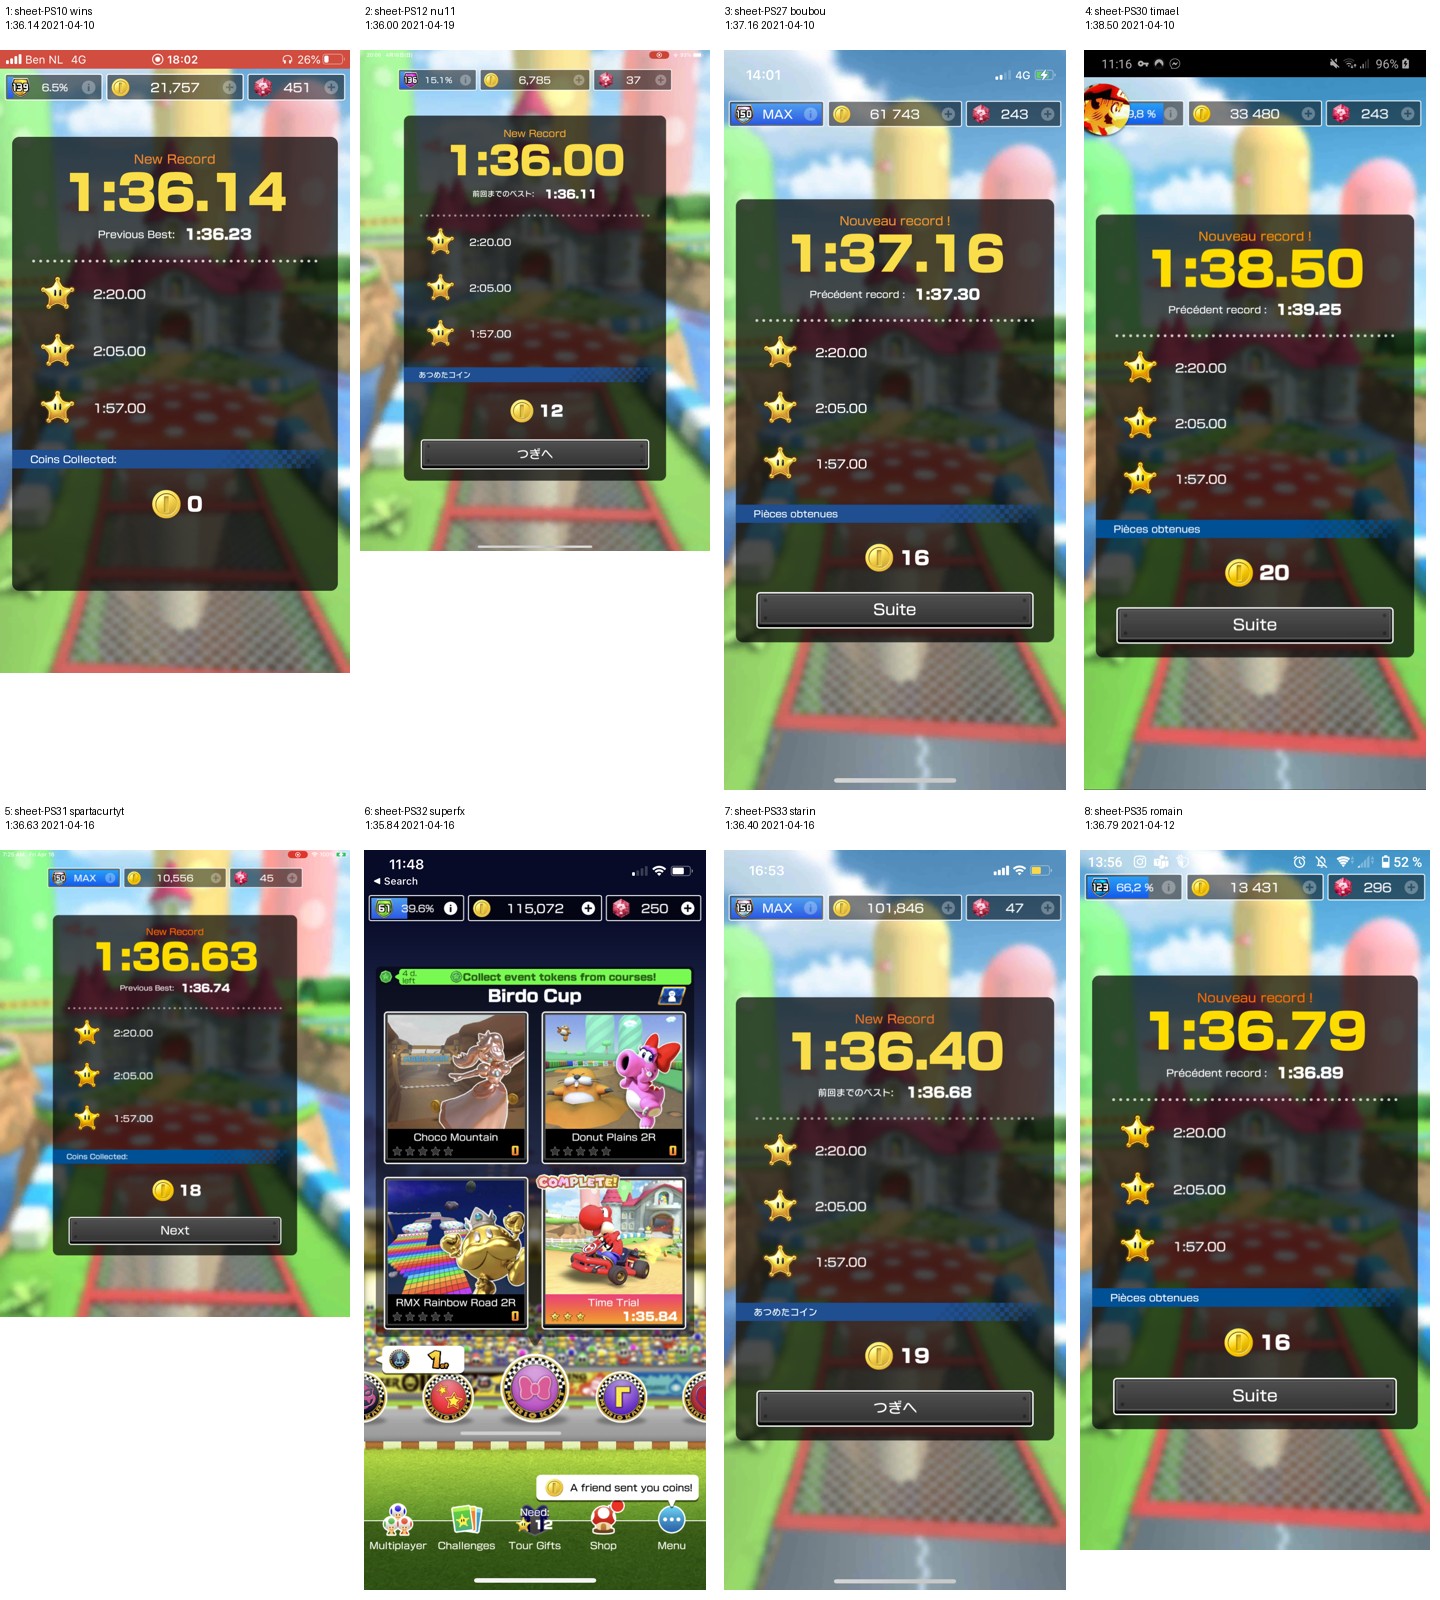 1: sheet-PS10 wins
1:36.14 2021-04-10
Ben NL 4G 18:02 26%
139 6.5% 21,757 451
New Record
1:36.14
Previous Best: 1:36.23
2:20.00
2:05.00
1:57.00
Coins Collected:
0
2: sheet-PS12 nu11
1:36.00 2021-04-19
136 15.1% 6,785 37
New Record
1:36.00
前回までのベスト: 1:36.11
2:20.00
2:05.00
1:57.00
あつめたコイン
12
つぎへ
3: sheet-PS27 boubou
1:37.16 2021-04-10
14:01 4G
150 MAX 61 743 243
Nouveau record !
1:37.16
Précédent record : 1:37.30
2:20.00
2:05.00
1:57.00
Pièces obtenues
16
Suite
4: sheet-PS30 timael
1:38.50 2021-04-10
11:16 96%
9,8 % 33 480 243
Nouveau record !
1:38.50
Précédent record : 1:39.25
2:20.00
2:05.00
1:57.00
Pièces obtenues
20
Suite
5: sheet-PS31 spartacurtyt
1:36.63 2021-04-16
150 MAX 10,556 45
New Record
1:36.63
Previous Best: 1:36.74
2:20.00
2:05.00
1:57.00
Coins Collected:
18
Next
6: sheet-PS32 superfx
1:35.84 2021-04-16
11:48
Search
61 39.6% 115,072 250
4 d. left
Collect event tokens from courses!
Birdo Cup
Choco Mountain
Donut Plains 2R
COMPLETE!
RMX Rainbow Road 2R
Time Trial
1:35.84
1st
A friend sent you coins!
Need:
12
Multiplayer Challenges Tour Gifts Shop Menu
7: sheet-PS33 starin
1:36.40 2021-04-16
16:53
150 MAX 101,846 47
New Record
1:36.40
前回までのベスト: 1:36.68
2:20.00
2:05.00
1:57.00
あつめたコイン
19
つぎへ
8: sheet-PS35 romain
1:36.79 2021-04-12
13:56 52 %
123 66,2 % 13 431 296
Nouveau record !
1:36.79
Précédent record : 1:36.89
2:20.00
2:05.00
1:57.00
Pièces obtenues
16
Suite